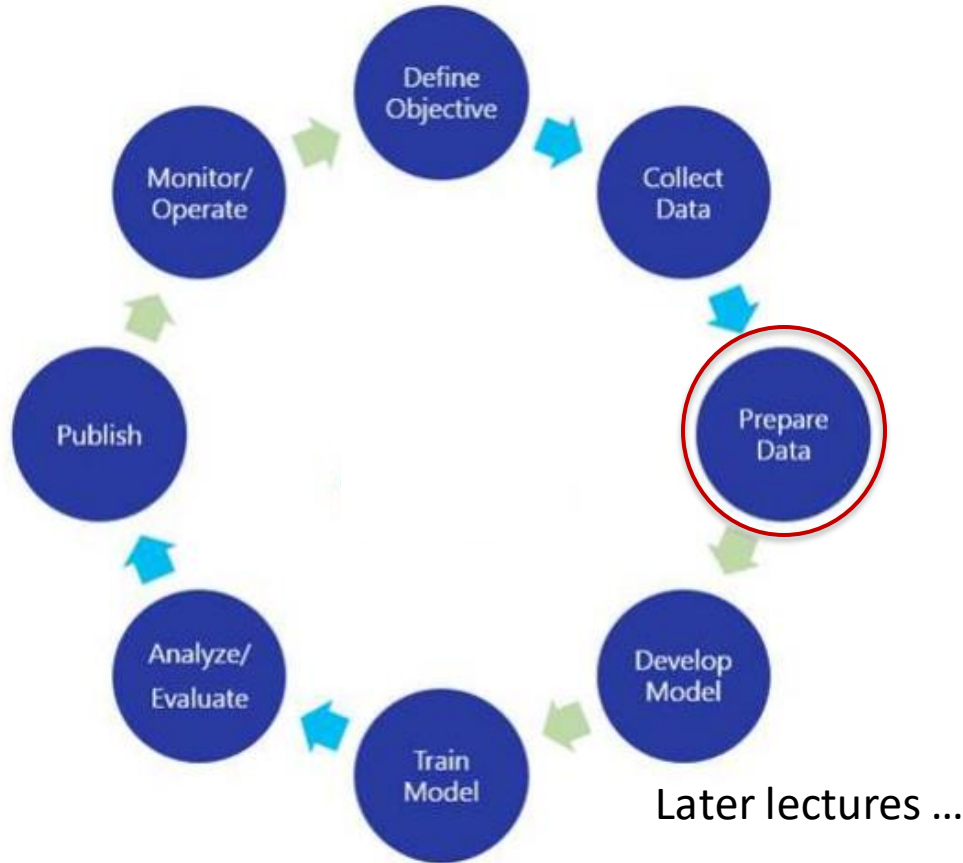 Define
Objective
Collect
Data
Prepare
Data
Develop
Model
Train
Model
Analyze/
Evaluate
Publish
Monitor/
Operate
Later lectures ...